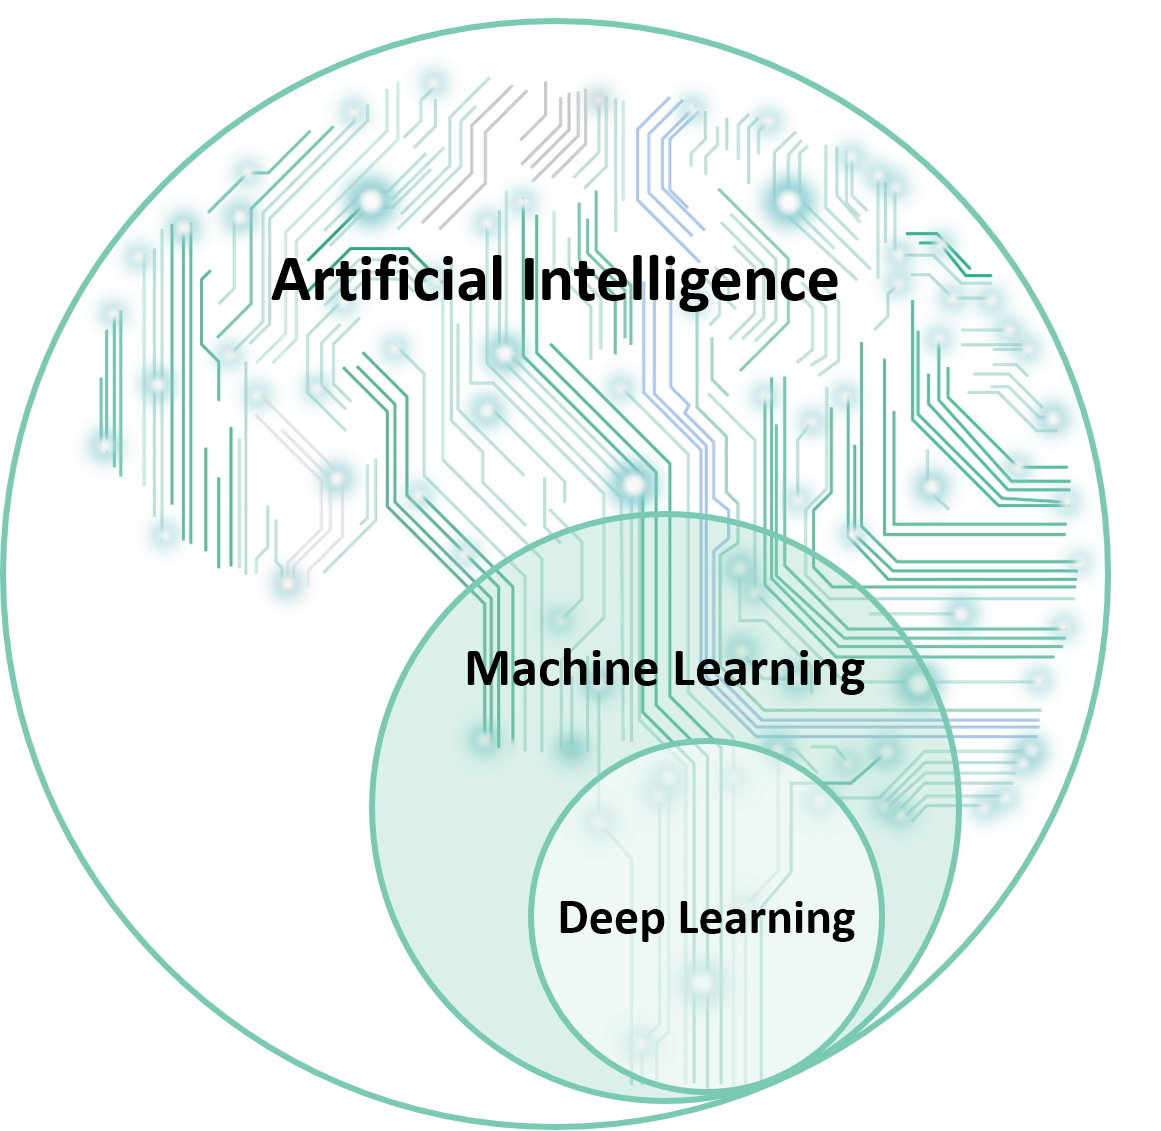 Artificial Intelligence
Machine Learning
Deep Learning